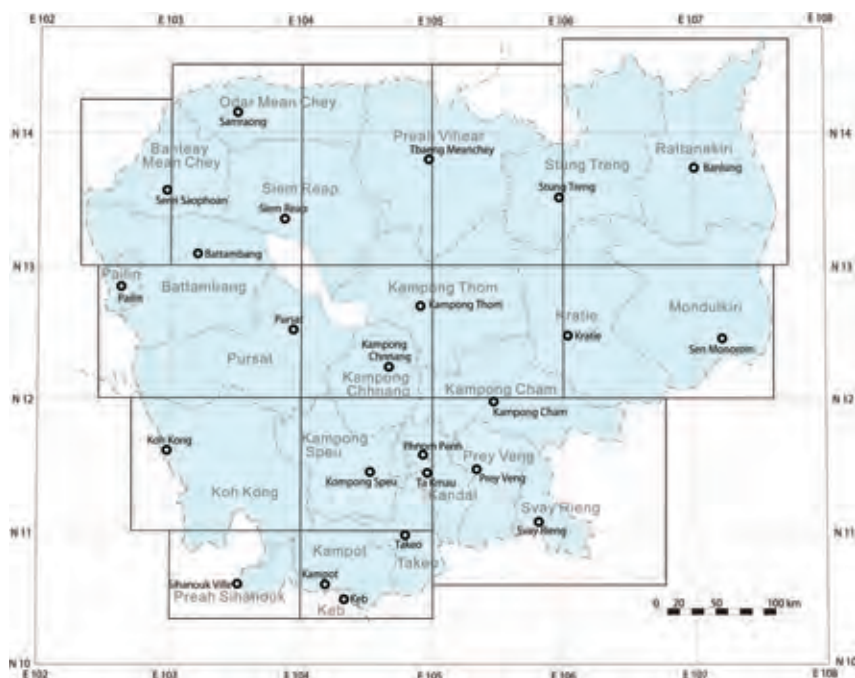 E 102 E 103 E 104 E 105 E 106 E 107 E 108
Odar Mean Chey
Samraong
N 14 N 14
Banteay
Mean Chey
Preah Vihear
Tbaeng Meanchey
Stung Treng
Rattanakiri
Banlung
Serei Saophoan
Siem Reap
Siem Reap
Stung Treng
Battambang
N 13 N 13
Pailin
Pailin
Battambang
Kampong Thom
Kampong Thom
Mondulkiri
Kratie
Kratie
Sen Monorom
Pursat
Pursat
Kampong
Chhnang
Kampong
Chhnang
Kampong Cham
N 12 N 12
Kampong Cham
Koh Kong
Kampong
Speu
Phnom Penh
Prey Veng
Kompong Speu
Ta Kmau
Prey Veng
Koh Kong
Kandal
Svay Rieng
Svay Rieng
N 11 N 11
Kampot
Takeo
Takeo
Sihanouk Ville
Kampot
Preah Sihanouk
Keb
Keb
0 20 50 100 km
N 10 N 10
E 102 E 103 E 104 E 105 E 106 E 107 E 108